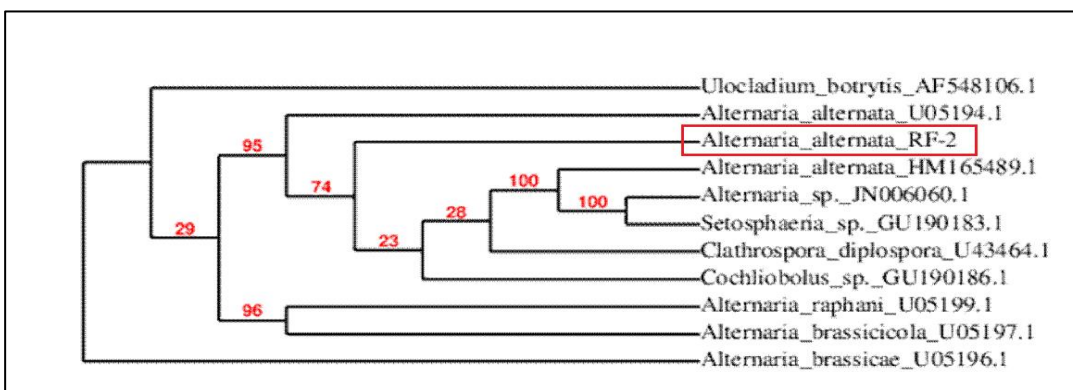 Ulocladium_botrytis_AF548106.1
Alternaria_alternata_U05194.1
95
Alternaria_alternata_RF-2
100
Alternaria_alternata_HM165489.1
74
Alternaria_sp._JN006060.1
100
28
Setosphaeria_sp._GU190183.1
29
23
Clathrospora_diplospora_U43464.1
Cochliobolus_sp._GU190186.1
96
Alternaria_raphani_U05199.1
Alternaria_brassicicola_U05197.1
Alternaria_brassicae_U05196.1